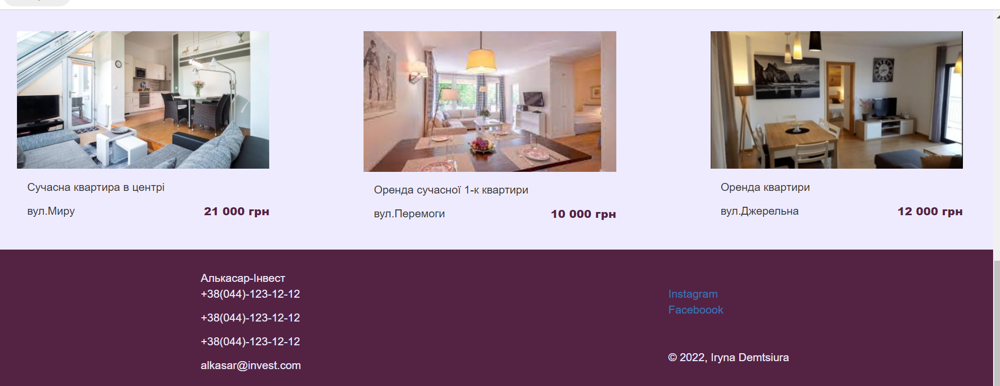 Сучасна квартира в центрі
вул.Миру
21 000 грн
Оренда сучасної 1-к квартири
вул.Перемоги
10 000 грн
Оренда квартири
вул.Джерельна
12 000 грн
Алькасар-Інвест
+38(044)-123-12-12
+38(044)-123-12-12
+38(044)-123-12-12
alkasar@invest.com
Instagram
Faceboook
© 2022, Iryna Demtsiura